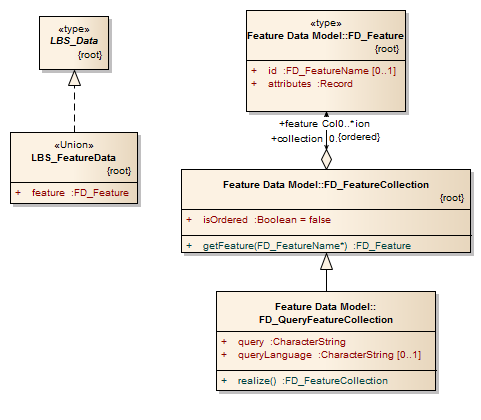 «type»
LBS_Data
{root}
«Union»
LBS_FeatureData
{root}
+ feature :FD_Feature
«type»
Feature Data Model::FD_Feature
{root}
+ id :FD_FeatureName [0..1]
+ attributes :Record
+feature Col0..*ion
+collection 0..
{ordered}
Feature Data Model::FD_FeatureCollection
{root}
+ isOrdered :Boolean = false
+ getFeature(FD_FeatureName*) :FD_Feature
Feature Data Model::
FD_QueryFeatureCollection
+ query :CharacterString
+ queryLanguage :CharacterString [0..1]
+ realize() :FD_FeatureCollection